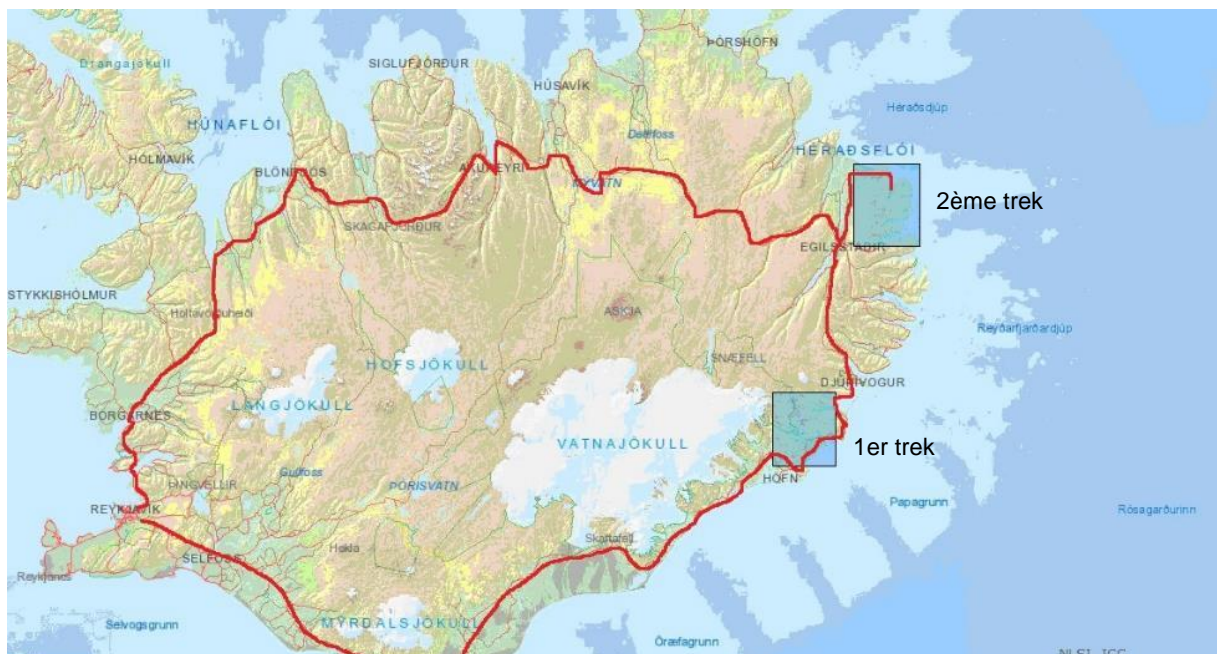 ÞÓRSHÖFN
SIGLUFJÖRÐUR
Drangajökull
HÚSAVÍK
Heraðsdjúp
HÚNAFLÓI
Dettifoss
HÉRAÐSFLÓI
HÓLMAVÍK
AKUREYRI
BLÖNDUÓS
MÝVATN
2ème trek
SKAGAFJÖRÐUR
EGILSSTAÐIR
STYKKISHÓLMUR
Holtavörðuheiði
ASKJA
Reyðarfjarðardjúp
SNÆFELL
HOFSJÖKULL
DJÚPIVOGUR
LANGJÖKULL
BORGARNES
VATNAJÖKULL
1er trek
Gullfoss
HÖFN
ÞINGVELLIR
ÞÓRISVATN
Papagrunn
REYKJAVÍK
Rósagarðurinn
Skaftafell
Hekla
SELFOSS
Reykjanes
Selvogsgrunn
MÝRDALSJÖKULL
Öræfagrunn